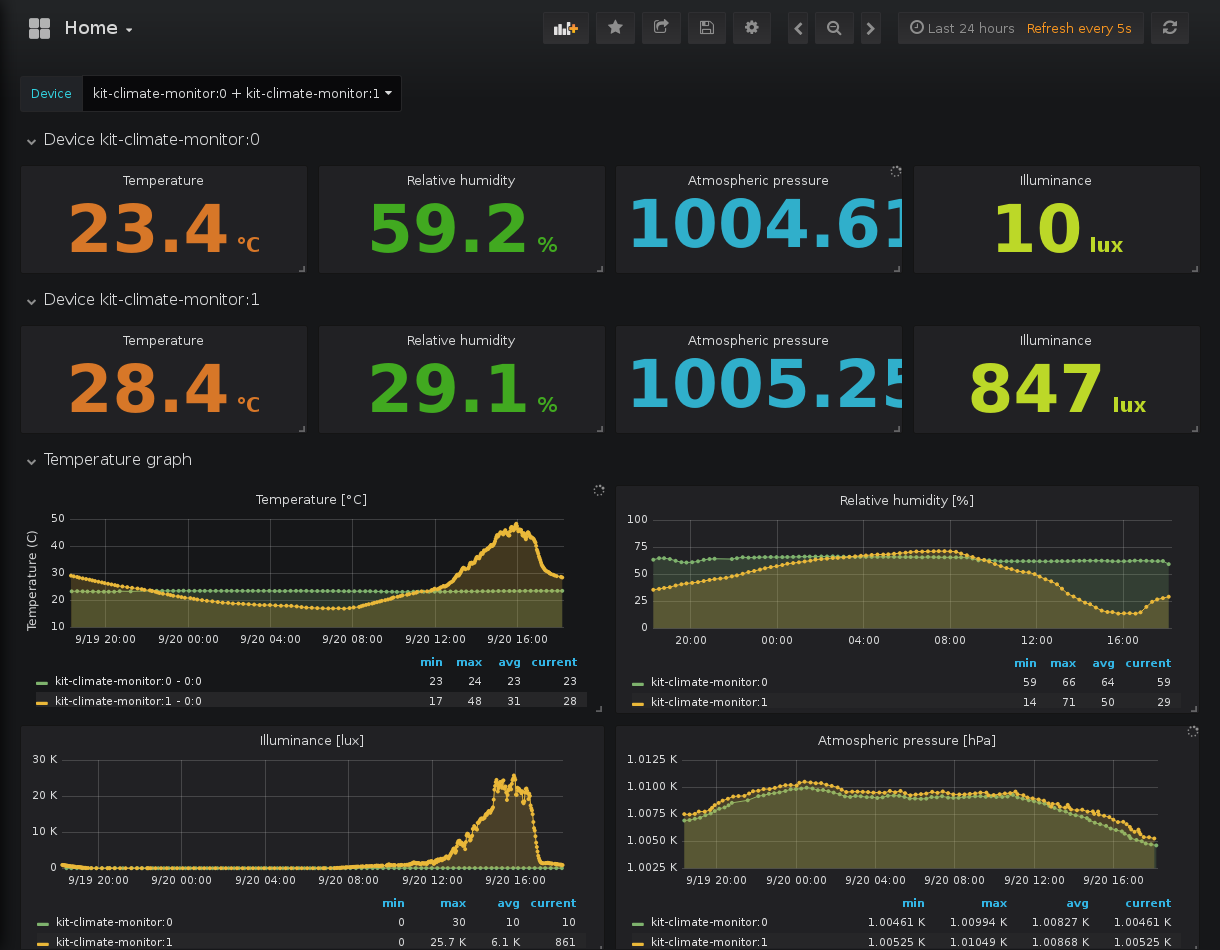 Home
Last 24 hours Refresh every 5s
Device kit-climate-monitor:0 + kit-climate-monitor:1
Device kit-climate-monitor:0
Temperature Relative humidity Atmospheric pressure Illuminance
23.4 °C 59.2 % 1004.61 10 lux
Device kit-climate-monitor:1
Temperature Relative humidity Atmospheric pressure Illuminance
28.4 °C 29.1 % 1005.25 847 lux
Temperature graph
Temperature [°C]
Temperature (C)
50
40
30
20
10
9/19 20:00 9/20 00:00 9/20 04:00 9/20 08:00 9/20 12:00 9/20 16:00
min max avg current
kit-climate-monitor:0 - 0:0 23 24 23 23
kit-climate-monitor:1 - 0:0 17 48 31 28
Relative humidity [%]
100
75
50
25
0
20:00 00:00 04:00 08:00 12:00 16:00
min max avg current
kit-climate-monitor:0 59 66 64 59
kit-climate-monitor:1 14 71 50 29
Illuminance [lux]
30 K
20 K
10 K
0
9/19 20:00 9/20 00:00 9/20 04:00 9/20 08:00 9/20 12:00 9/20 16:00
min max avg current
kit-climate-monitor:0 0 30 10 10
kit-climate-monitor:1 0 25.7 K 6.1 K 861
Atmospheric pressure [hPa]
1.0125 K
1.0100 K
1.0075 K
1.0050 K
1.0025 K
9/19 20:00 9/20 00:00 9/20 04:00 9/20 08:00 9/20 12:00 9/20 16:00
min max avg current
kit-climate-monitor:0 1.00461 K 1.00994 K 1.00827 K 1.00461 K
kit-climate-monitor:1 1.00525 K 1.01049 K 1.00868 K 1.00525 K